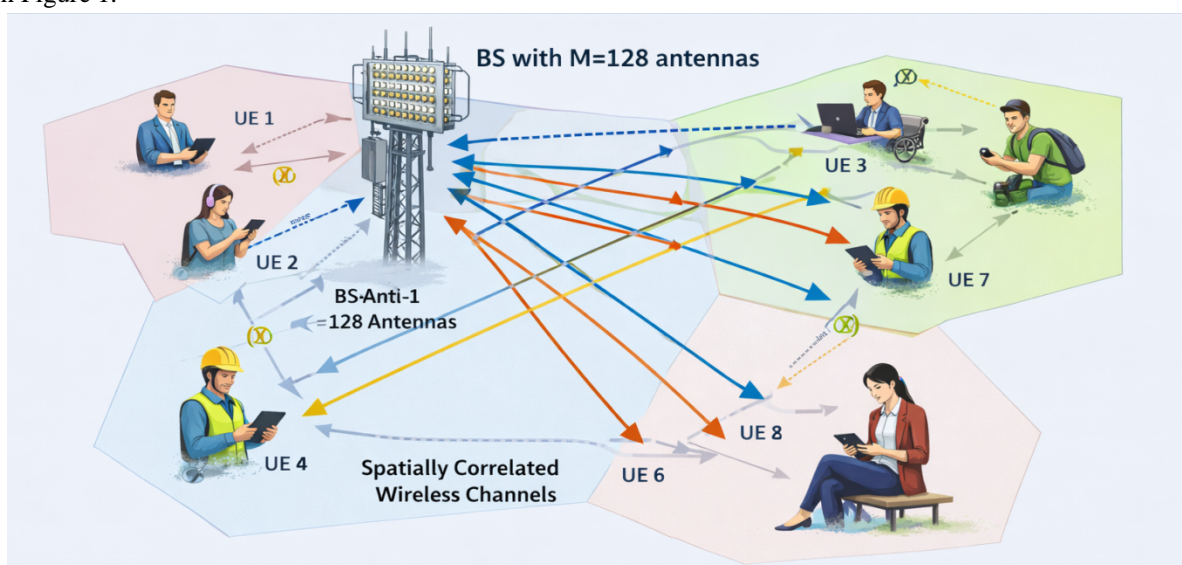 n Figure 1.
BS with M=128 antennas
UE 1
UE 3
UE 2
UE 7
BS-Anti-1
=128 Antennas
UE 8
UE 4
Spatially Correlated
Wireless Channels
UE 6